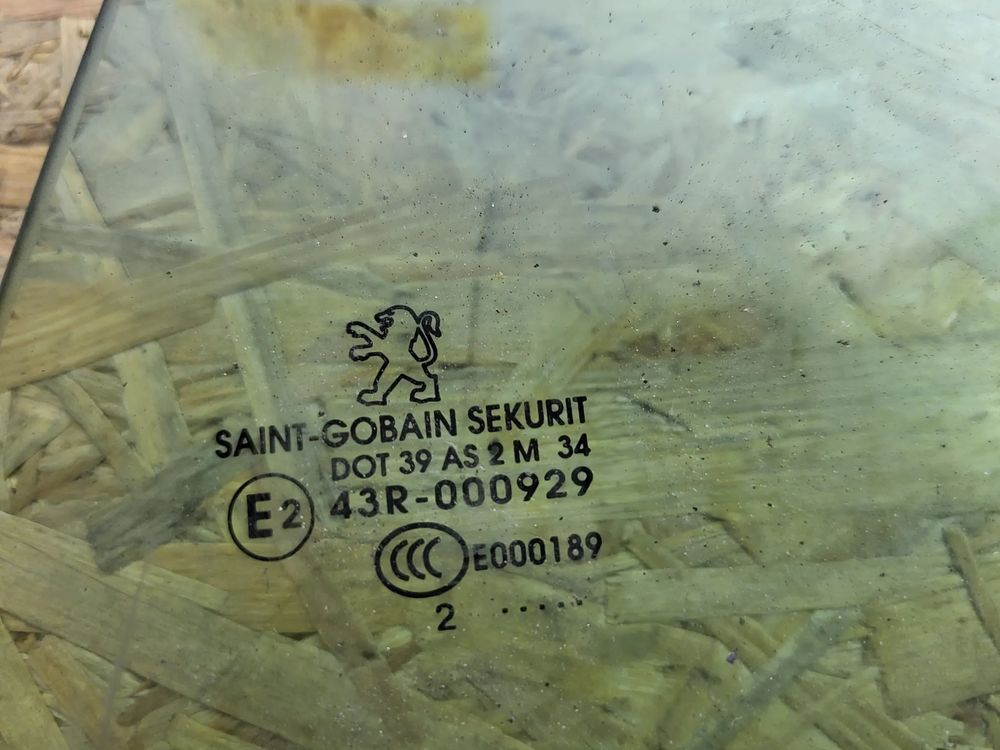 SAINT-GOBAIN SEKURIT
DOT 39 AS 2 M 34
E2 43R-000929
CCC E000189
2 .....